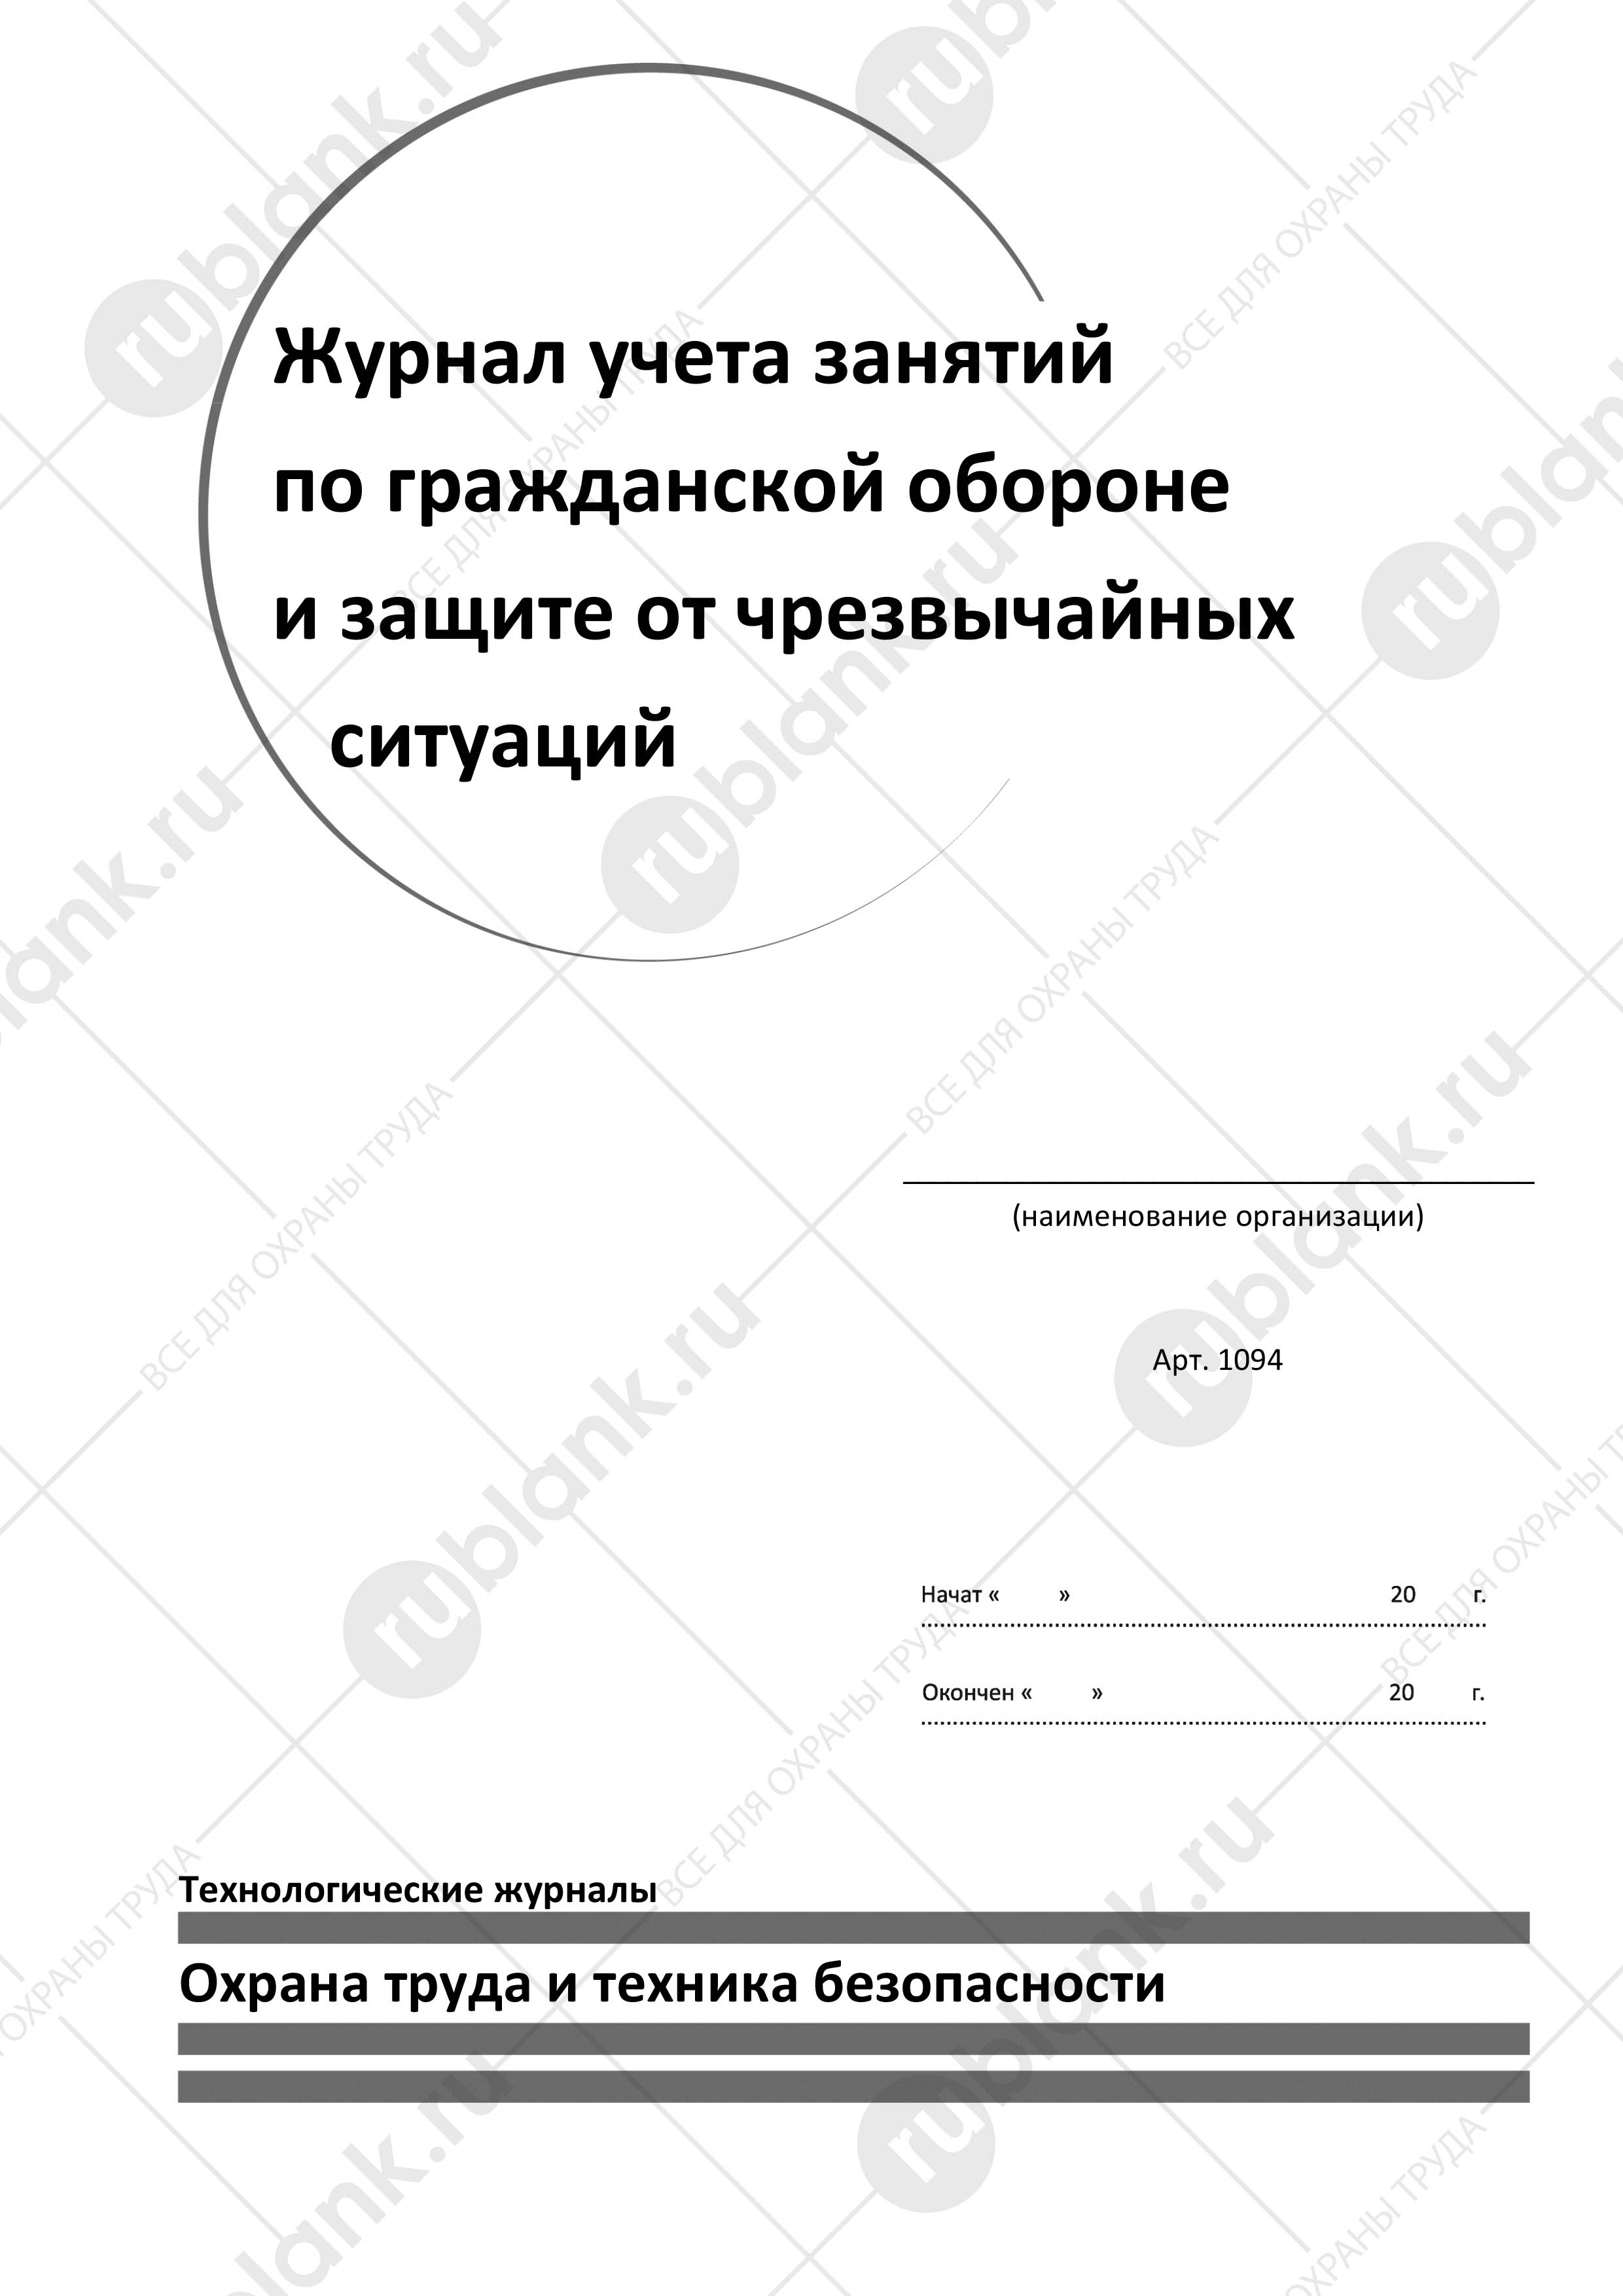 Журнал учета занятий
по гражданской обороне
и защите от чрезвычайных
ситуаций
(наименование организации)
Арт. 1094
Начат « » 20 г.
Окончен « » 20 г.
Технологические журналы
Охрана труда и техника безопасности
rublank.ru
ВСЕ ДЛЯ ОХРАНЫ ТРУДА